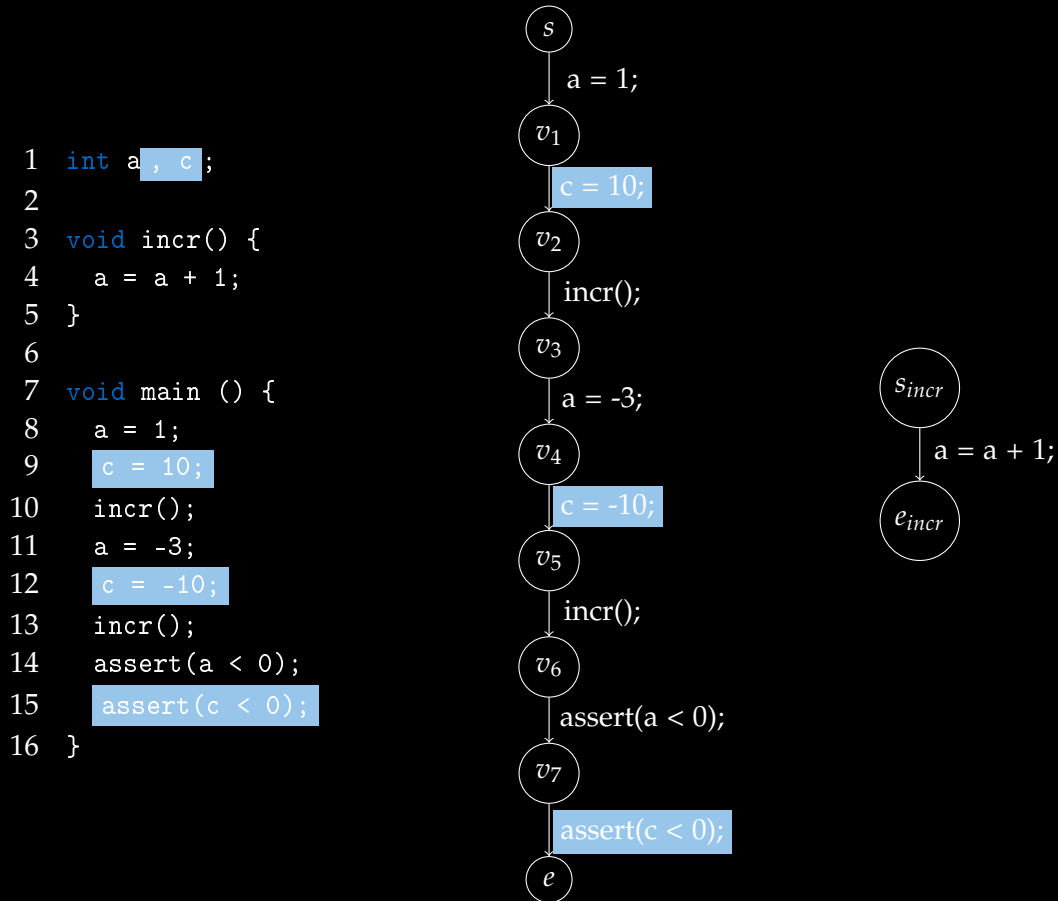 1 int a , c ;
2
3 void incr() {
4 a = a + 1;
5 }
6
7 void main () {
8 a = 1;
9 c = 10;
10 incr();
11 a = -3;
12 c = -10;
13 incr();
14 assert(a < 0);
15 assert(c < 0);
16 }
s
a = 1;
v1
c = 10;
v2
incr();
v3
a = -3;
v4
c = -10;
v5
incr();
v6
assert(a < 0);
v7
assert(c < 0);
e
sincr
a = a + 1;
eincr